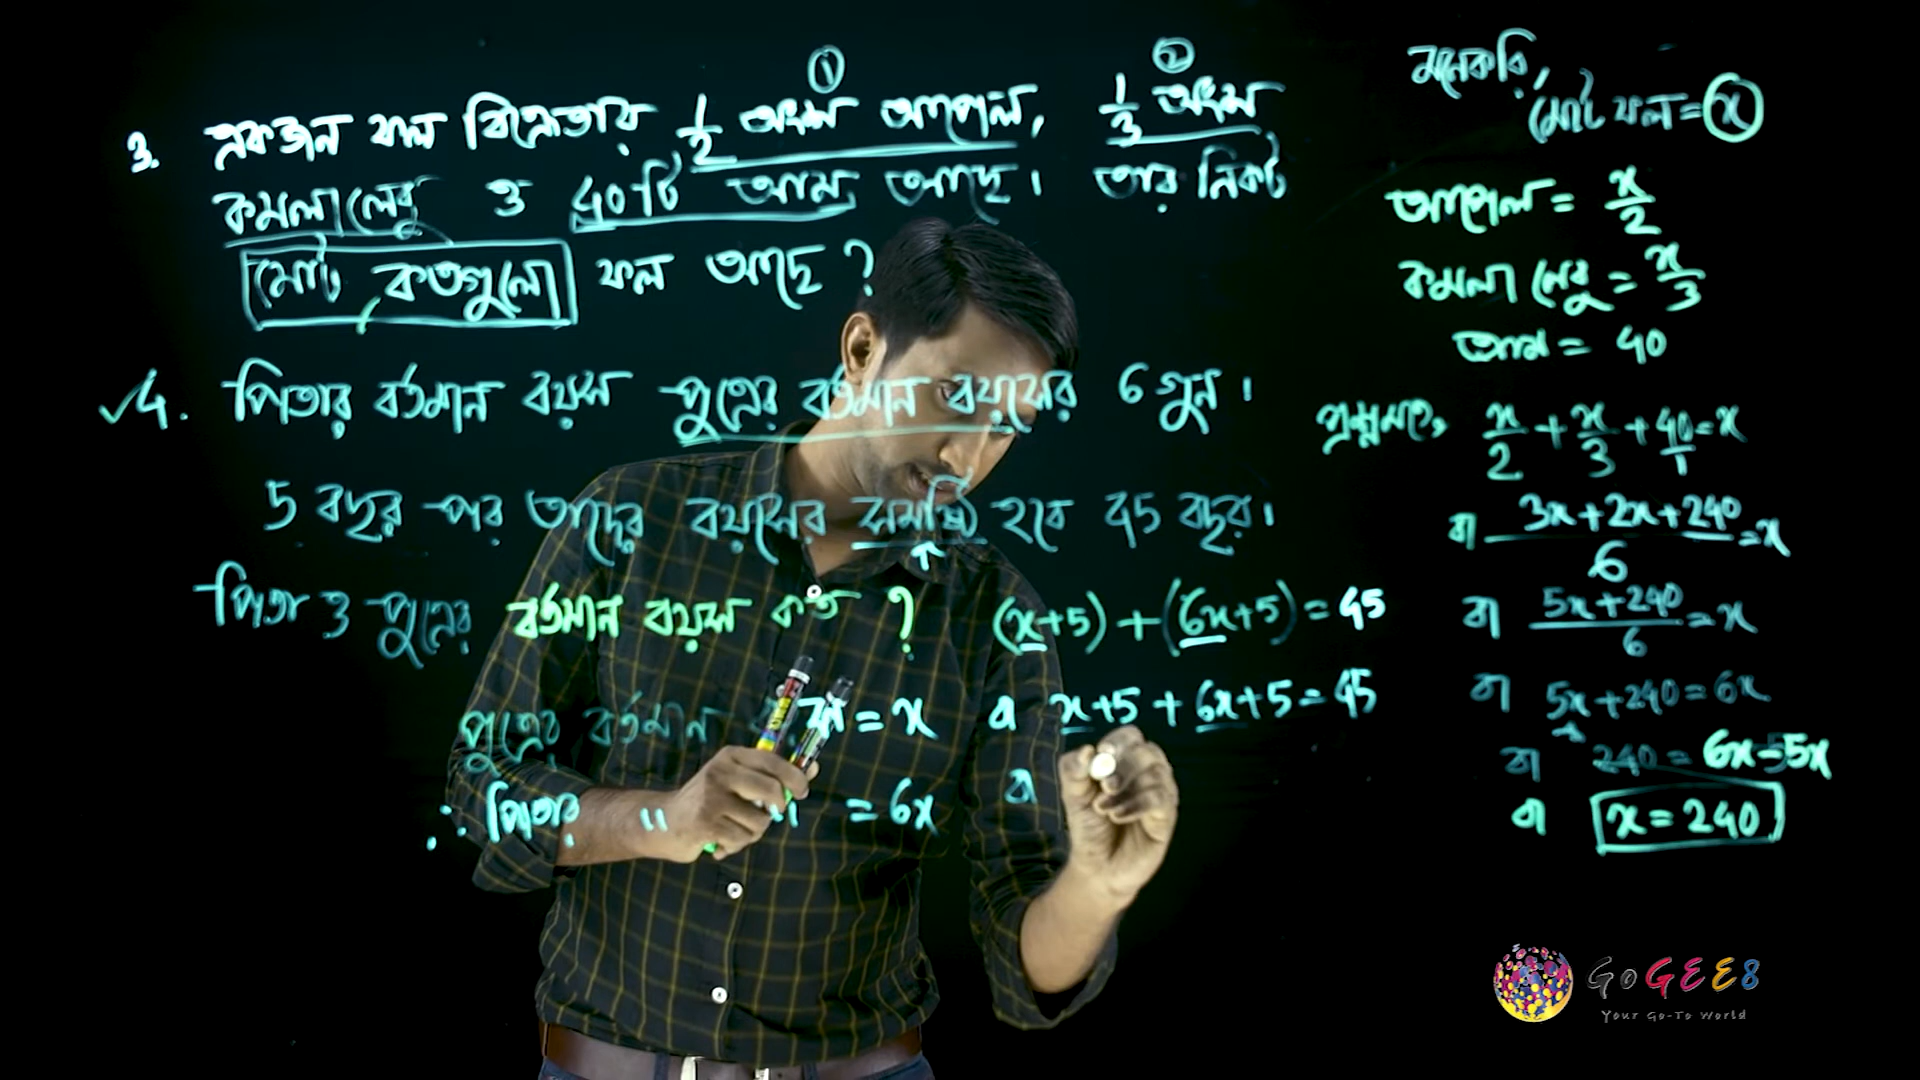 3. একজন ফল বিক্রেতার 1/2 অংশ আপেল, 1/3 অংশ
① ②
কমলালেবু ও 40টি আম আছে। তার নিকট
মোট কতগুলো ফল আছে?
✓4. পিতার বর্তমান বয়স পুত্রের বর্তমান বয়সের 6 গুন।
5 বছর পর তাদের বয়সের সমষ্টি হবে 45 বছর।
পিতা ও পুত্রের বর্তমান বয়স কত ?
পুত্রের বর্তমান = x
∴ পিতার " " = 6x
(x+5) + (6x+5) = 45
বা x+5 + 6x+5 = 45
বা
মনেকরি,
মোট ফল = x
আপেল = x/2
কমলা লেবু = x/3
আম = 40
প্রশ্নমতে, x/2 + x/3 + 40/1 = x
বা (3x+2x+240)/6 = x
বা (5x+240)/6 = x
বা 5x+240 = 6x
বা 240 = 6x-5x
বা x = 240
GoGEE8
Your Go-To World